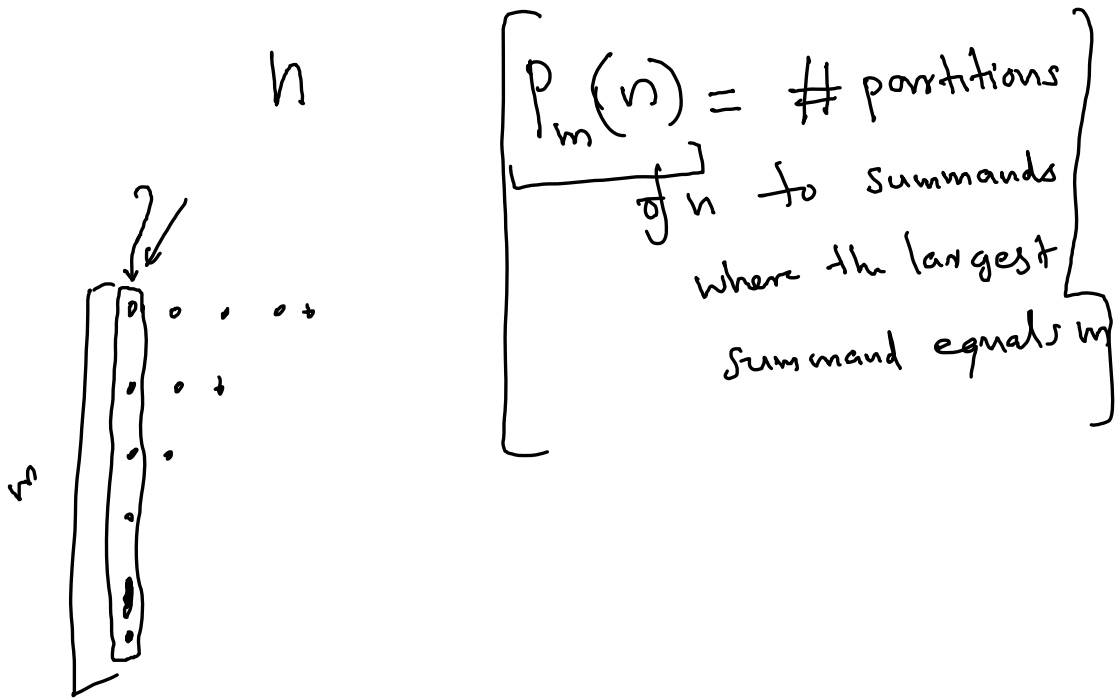 n
P_m(n) = # partitions
of n to summands
where the largest
summand equals m
?
m